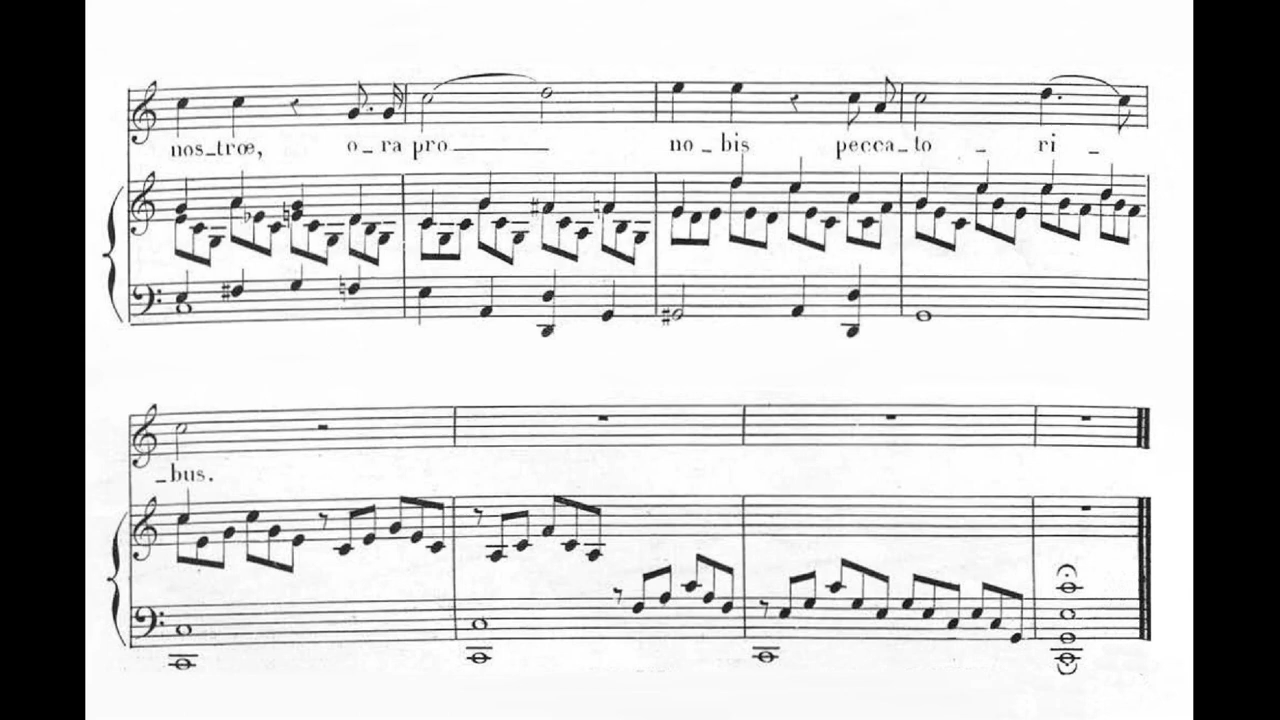 nos_trœ, o_ra pro_____ no_bis pecca_to _ ri _
_bus.